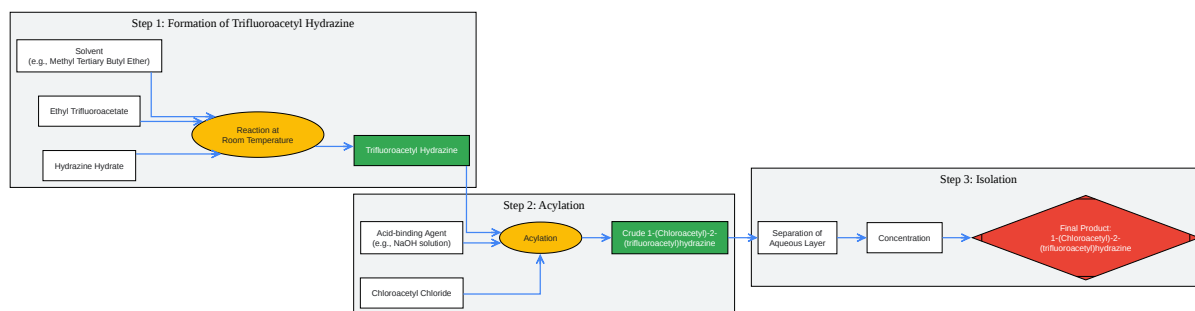 Step 1: Formation of Trifluoroacetyl Hydrazine
Solvent
(e.g., Methyl Tertiary Butyl Ether)
Ethyl Trifluoroacetate
Hydrazine Hydrate
Reaction at
Room Temperature
Trifluoroacetyl Hydrazine
Step 2: Acylation
Acid-binding Agent
(e.g., NaOH solution)
Chloroacetyl Chloride
Acylation
Crude 1-(Chloroacetyl)-2-
(trifluoroacetyl)hydrazine
Step 3: Isolation
Separation of
Aqueous Layer
Concentration
Final Product:
1-(Chloroacetyl)-2-
(trifluoroacetyl)hydrazine